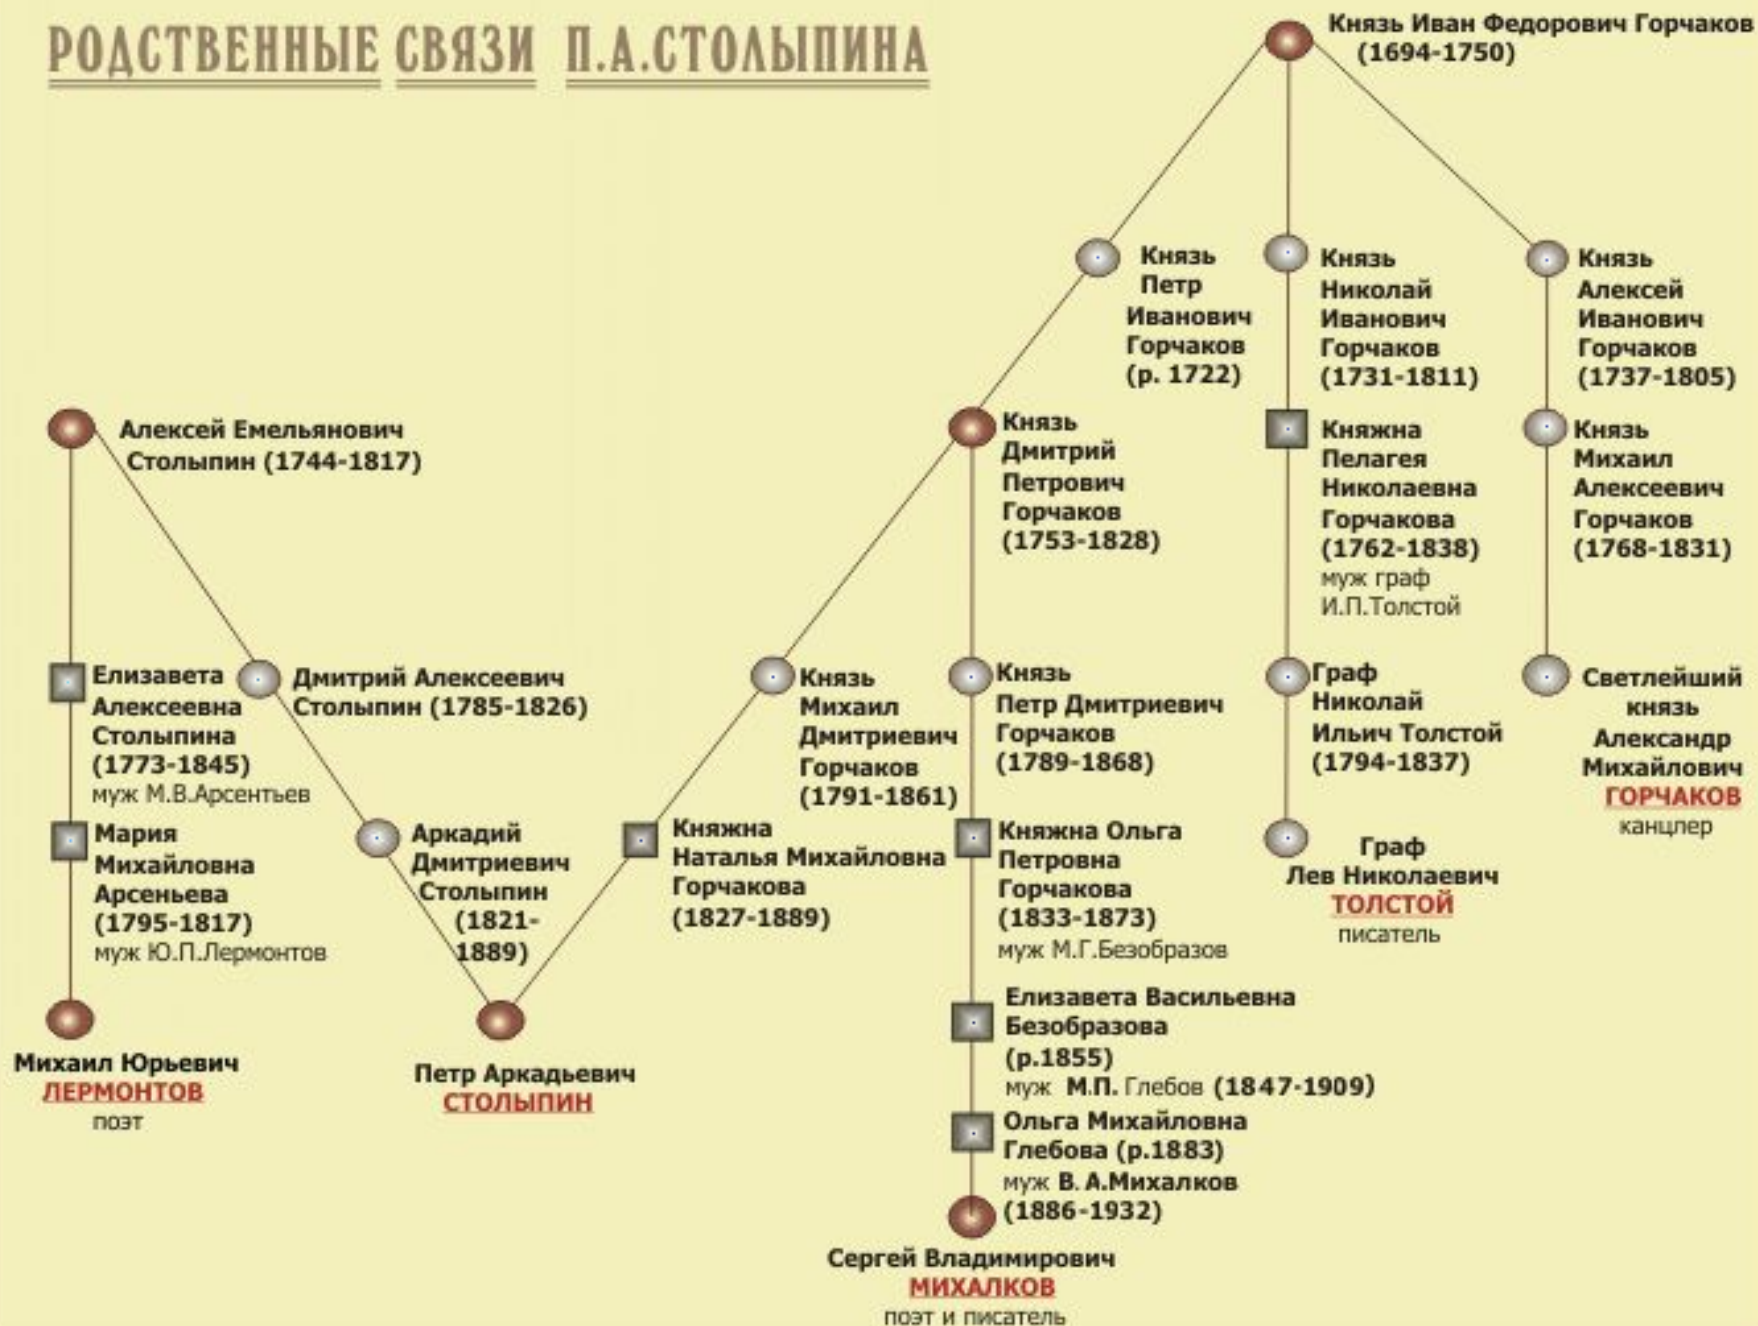 РОДСТВЕННЫЕ СВЯЗИ П.А.СТОЛЫПИНА
Князь Иван Федорович Горчаков
(1694-1750)
Князь
Петр
Иванович
Горчаков
(р. 1722)
Князь
Николай
Иванович
Горчаков
(1731-1811)
Князь
Алексей
Иванович
Горчаков
(1737-1805)
Алексей Емельянович
Столыпин (1744-1817)
Князь
Дмитрий
Петрович
Горчаков
(1753-1828)
Княжна
Пелагея
Николаевна
Горчакова
(1762-1838)
муж граф
И.П.Толстой
Князь
Михаил
Алексеевич
Горчаков
(1768-1831)
Елизавета
Алексеевна
Столыпина
(1773-1845)
муж М.В.Арсентьев
Дмитрий Алексеевич
Столыпин (1785-1826)
Князь
Михаил
Дмитриевич
Горчаков
(1791-1861)
Князь
Петр Дмитриевич
Горчаков
(1789-1868)
Граф
Николай
Ильич Толстой
(1794-1837)
Светлейший
князь
Александр
Михайлович
ГОРЧАКОВ
канцлер
Мария
Михайловна
Арсеньева
(1795-1817)
муж Ю.П.Лермонтов
Аркадий
Дмитриевич
Столыпин
(1821-
1889)
Княжна
Наталья Михайловна
Горчакова
(1827-1889)
Княжна Ольга
Петровна
Горчакова
(1833-1873)
муж М.Г.Безобразов
Граф
Лев Николаевич
ТОЛСТОЙ
писатель
Михаил Юрьевич
ЛЕРМОНТОВ
поэт
Петр Аркадьевич
СТОЛЫПИН
Елизавета Васильевна
Безобразова
(р.1855)
муж М.П. Глебов (1847-1909)
Ольга Михайловна
Глебова (р.1883)
муж В.А.Михалков
(1886-1932)
Сергей Владимирович
МИХАЛКОВ
поэт и писатель